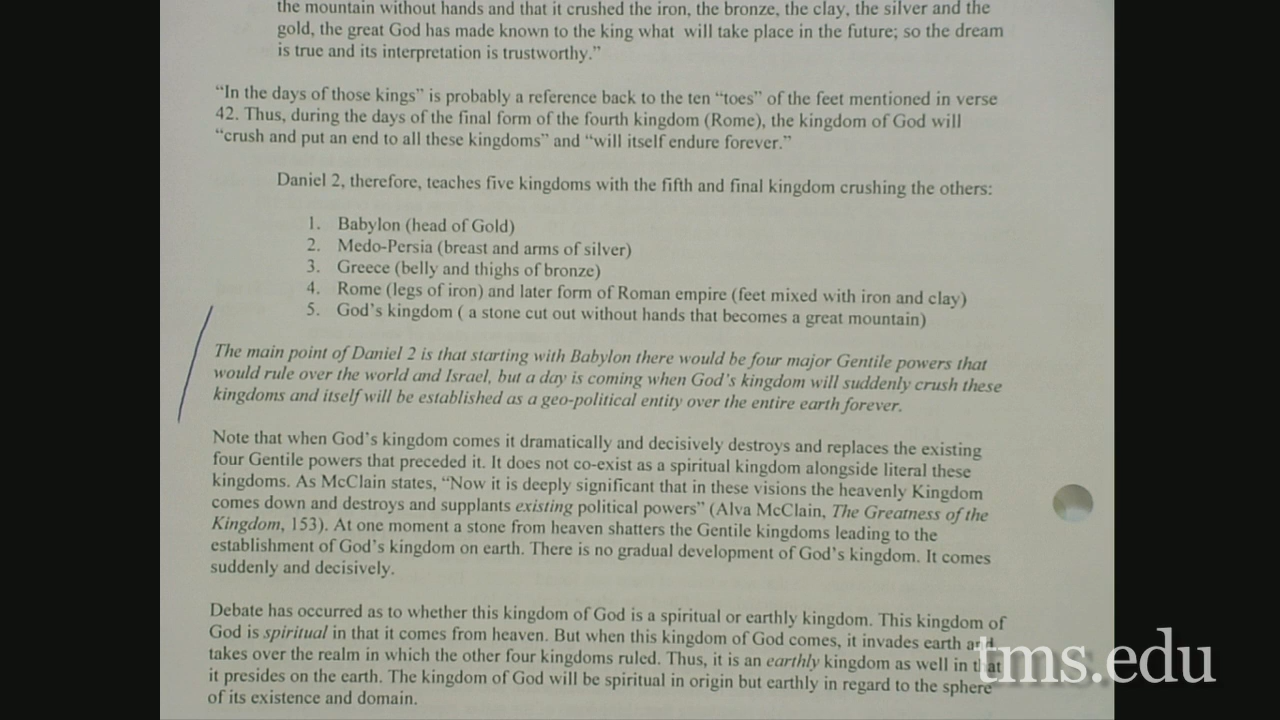 the mountain without hands and that it crushed the iron, the bronze, the clay, the silver and the
gold, the great God has made known to the king what will take place in the future; so the dream
is true and its interpretation is trustworthy.”
“In the days of those kings” is probably a reference back to the ten “toes” of the feet mentioned in verse
42. Thus, during the days of the final form of the fourth kingdom (Rome), the kingdom of God will
“crush and put an end to all these kingdoms” and “will itself endure forever.”
Daniel 2, therefore, teaches five kingdoms with the fifth and final kingdom crushing the others:
1. Babylon (head of Gold)
2. Medo-Persia (breast and arms of silver)
3. Greece (belly and thighs of bronze)
4. Rome (legs of iron) and later form of Roman empire (feet mixed with iron and clay)
5. God’s kingdom ( a stone cut out without hands that becomes a great mountain)
The main point of Daniel 2 is that starting with Babylon there would be four major Gentile powers that
would rule over the world and Israel, but a day is coming when God’s kingdom will suddenly crush these
kingdoms and itself will be established as a geo-political entity over the entire earth forever.
Note that when God’s kingdom comes it dramatically and decisively destroys and replaces the existing
four Gentile powers that preceded it. It does not co-exist as a spiritual kingdom alongside literal these
kingdoms. As McClain states, “Now it is deeply significant that in these visions the heavenly Kingdom
comes down and destroys and supplants existing political powers” (Alva McClain, The Greatness of the
Kingdom, 153). At one moment a stone from heaven shatters the Gentile kingdoms leading to the
establishment of God’s kingdom on earth. There is no gradual development of God’s kingdom. It comes
suddenly and decisively.
Debate has occurred as to whether this kingdom of God is a spiritual or earthly kingdom. This kingdom of
God is spiritual in that it comes from heaven. But when this kingdom of God comes, it invades earth and
takes over the realm in which the other four kingdoms ruled. Thus, it is an earthly kingdom as well in that
it presides on the earth. The kingdom of God will be spiritual in origin but earthly in regard to the sphere
of its existence and domain.
tms.edu